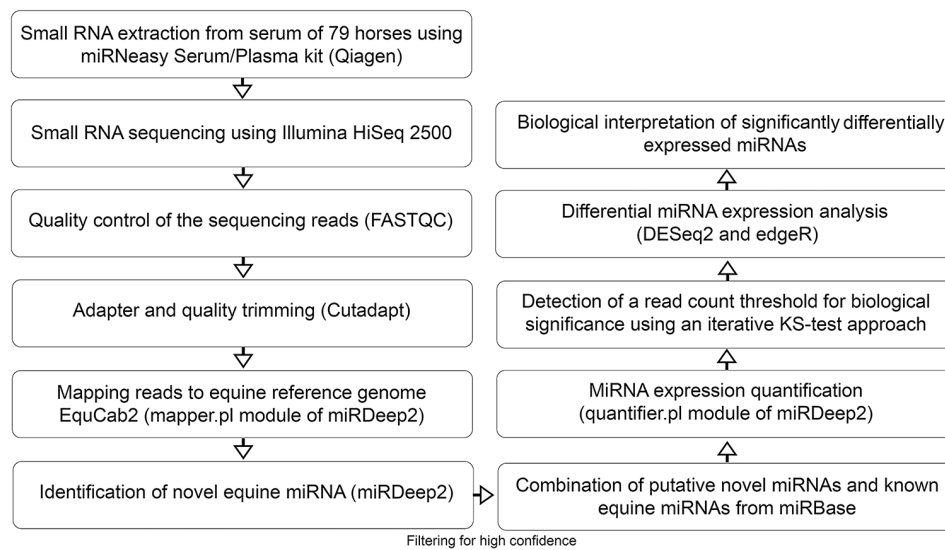 Small RNA extraction from serum of 79 horses using
miRNeasy Serum/Plasma kit (Qiagen)
Small RNA sequencing using Illumina HiSeq 2500
Quality control of the sequencing reads (FASTQC)
Adapter and quality trimming (Cutadapt)
Mapping reads to equine reference genome
EquCab2 (mapper.pl module of miRDeep2)
Identification of novel equine miRNA (miRDeep2)
Filtering for high confidence
Combination of putative novel miRNAs and known
equine miRNAs from miRBase
MiRNA expression quantification
(quantifier.pl module of miRDeep2)
Detection of a read count threshold for biological
significance using an iterative KS-test approach
Differential miRNA expression analysis
(DESeq2 and edgeR)
Biological interpretation of significantly differentially
expressed miRNAs